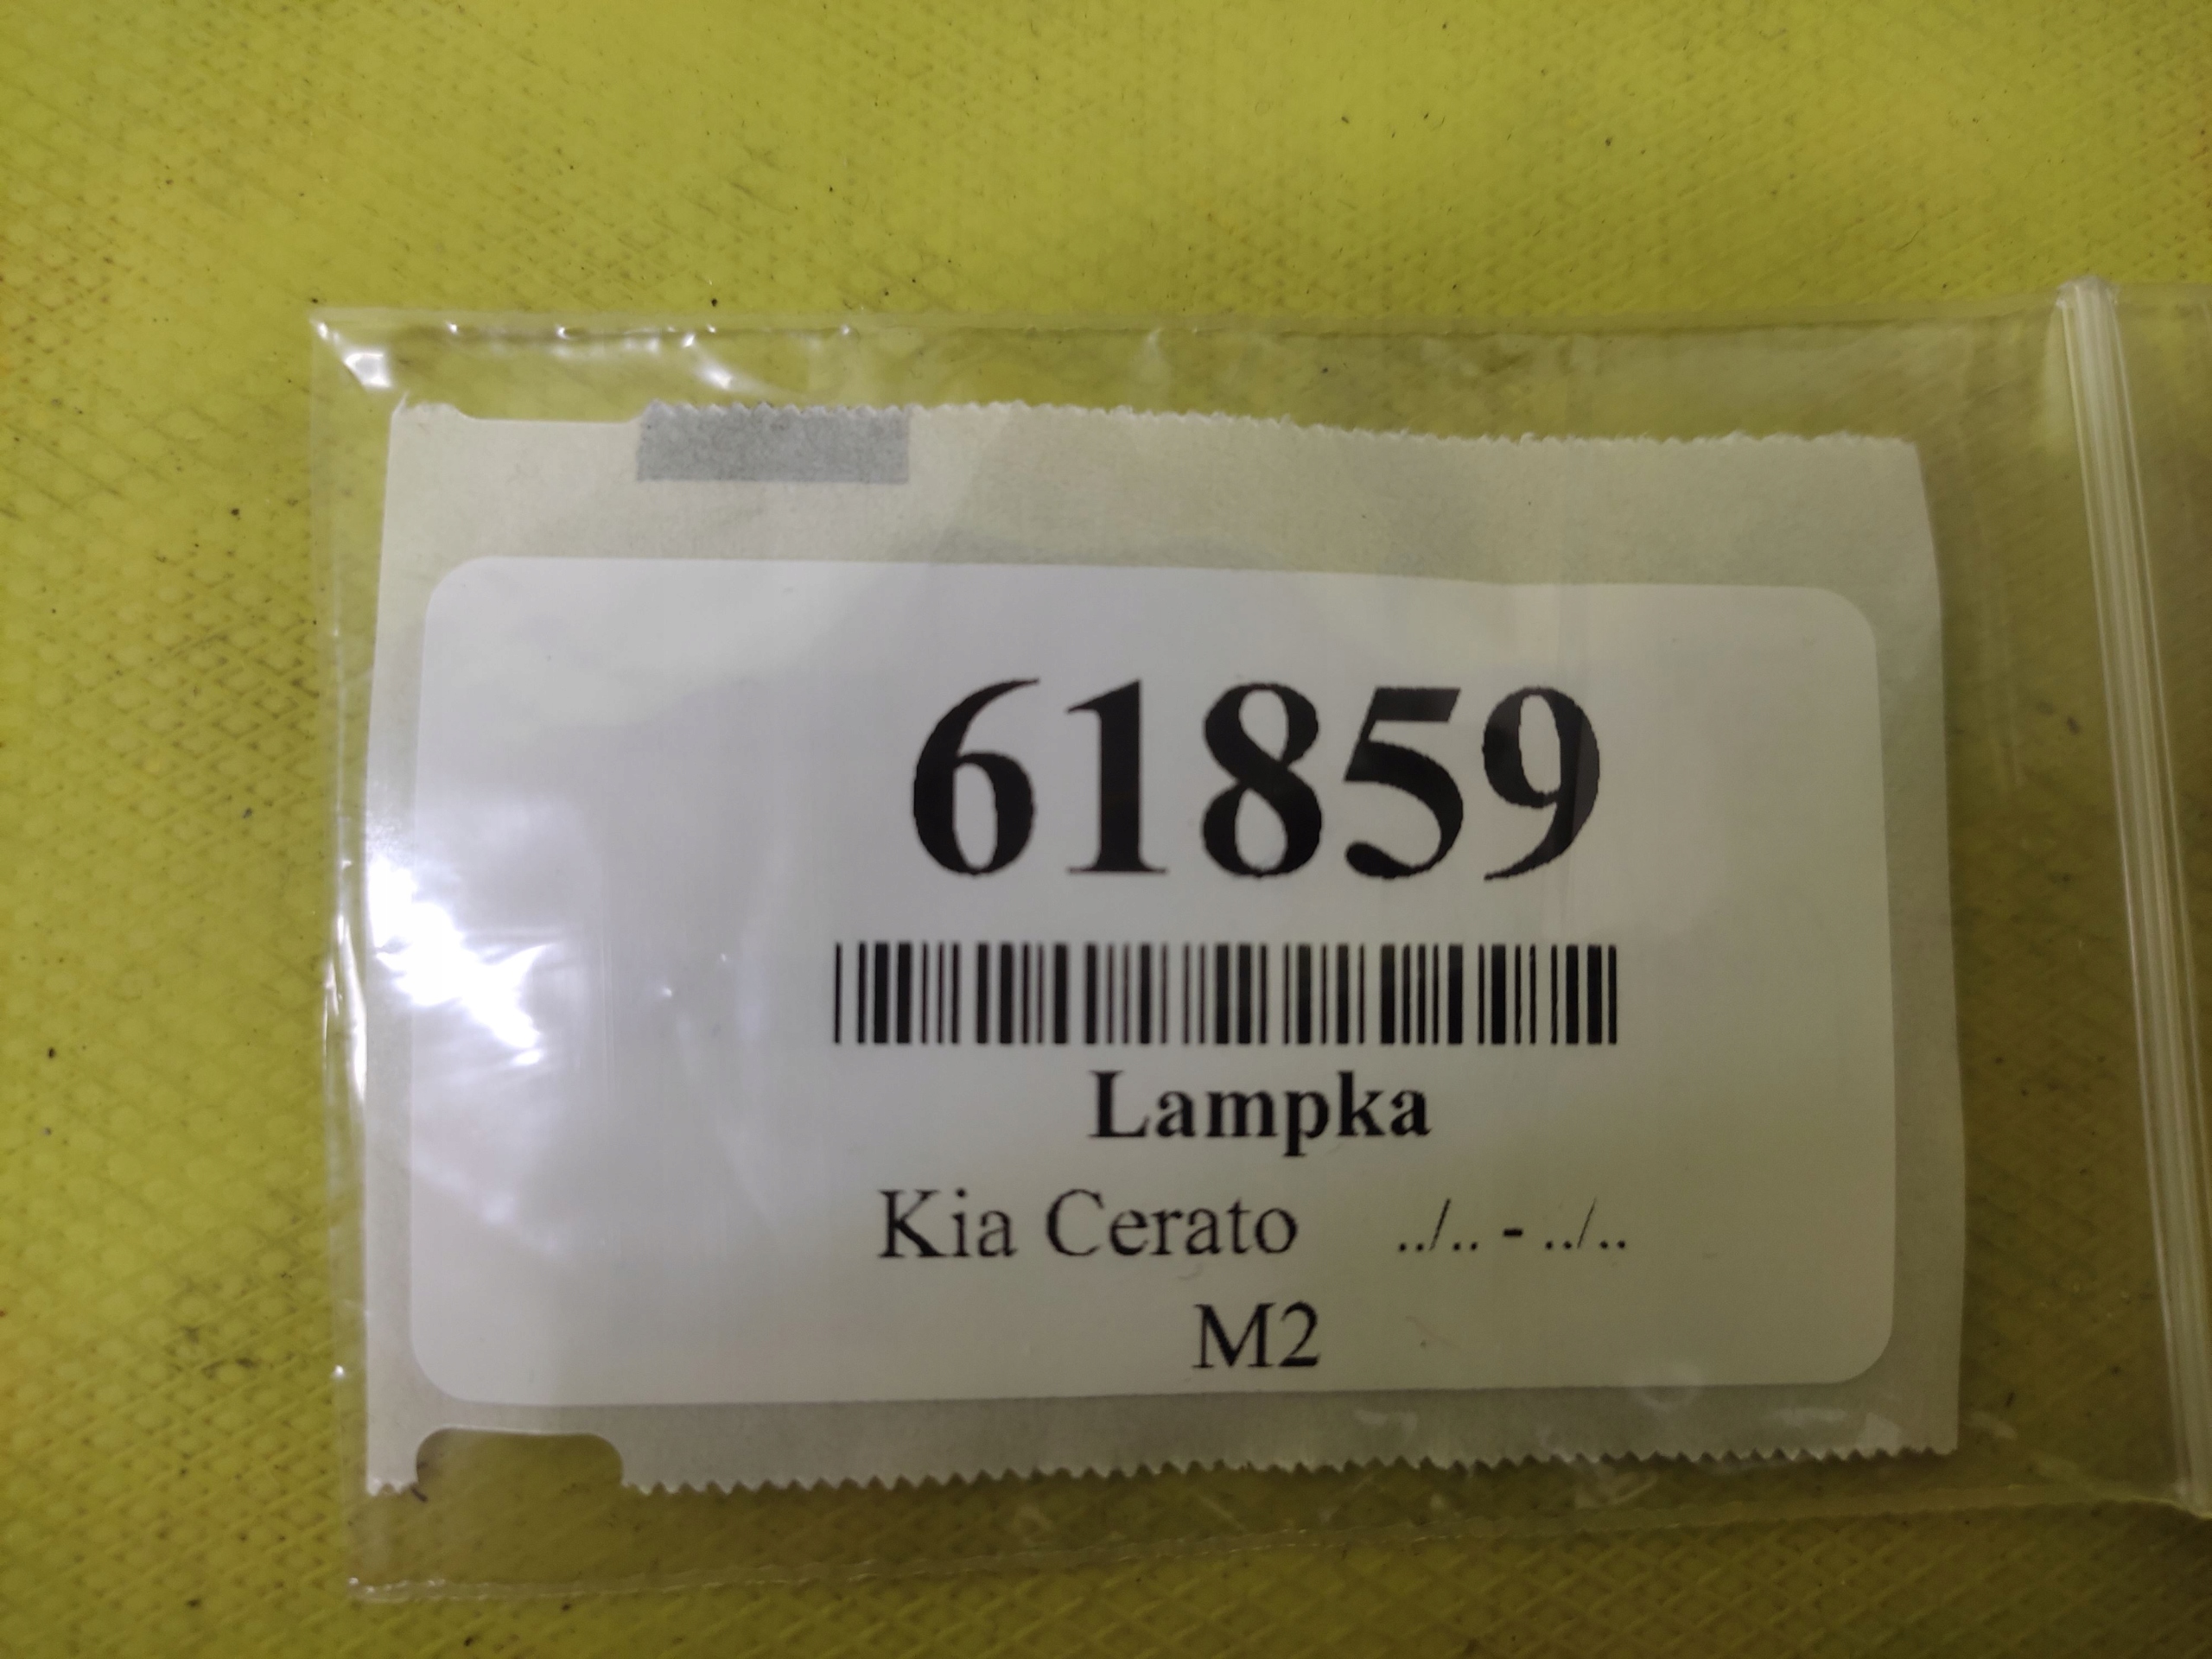 61859
Lampka
Kia Cerato ../.. - ../..
M2